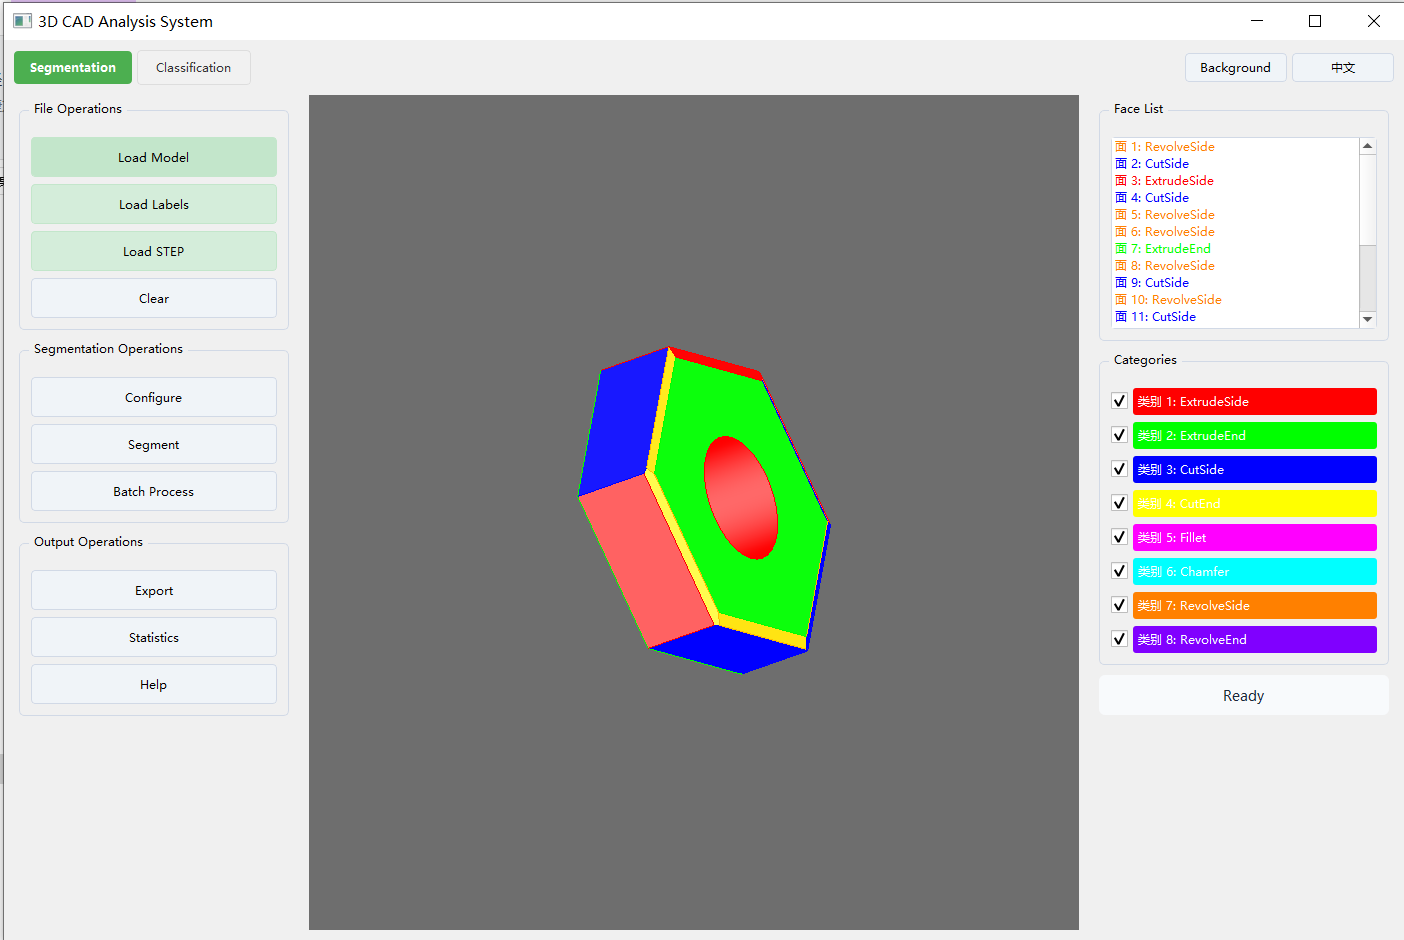 3D CAD Analysis System
Segmentation
Classification
Background
中文
File Operations
Load Model
Load Labels
Load STEP
Clear
Segmentation Operations
Configure
Segment
Batch Process
Output Operations
Export
Statistics
Help
Face List
面 1: RevolveSide
面 2: CutSide
面 3: ExtrudeSide
面 4: CutSide
面 5: RevolveSide
面 6: RevolveSide
面 7: ExtrudeEnd
面 8: RevolveSide
面 9: CutSide
面 10: RevolveSide
面 11: CutSide
Categories
类别 1: ExtrudeSide
类别 2: ExtrudeEnd
类别 3: CutSide
类别 4: CutEnd
类别 5: Fillet
类别 6: Chamfer
类别 7: RevolveSide
类别 8: RevolveEnd
Ready